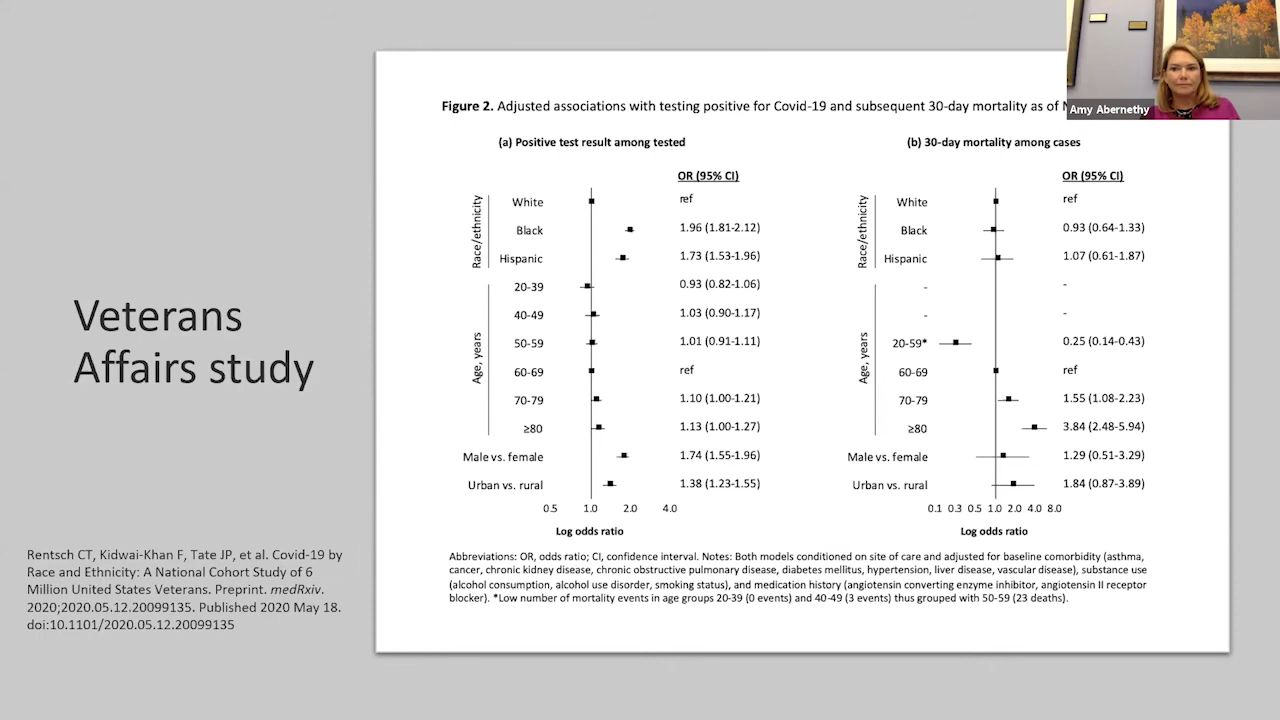 Amy Abernethy
Figure 2. Adjusted associations with testing positive for Covid-19 and subsequent 30-day mortality as of
(a) Positive test result among tested
(b) 30-day mortality among cases
OR (95% CI)
Race/ethnicity
White ref
Black 1.96 (1.81-2.12)
Hispanic 1.73 (1.53-1.96)
Age, years
20-39 0.93 (0.82-1.06)
40-49 1.03 (0.90-1.17)
50-59 1.01 (0.91-1.11)
60-69 ref
70-79 1.10 (1.00-1.21)
≥80 1.13 (1.00-1.27)
Male vs. female 1.74 (1.55-1.96)
Urban vs. rural 1.38 (1.23-1.55)
0.5 1.0 2.0 4.0
Log odds ratio
OR (95% CI)
Race/ethnicity
White ref
Black 0.93 (0.64-1.33)
Hispanic 1.07 (0.61-1.87)
Age, years
- -
- -
20-59* 0.25 (0.14-0.43)
60-69 ref
70-79 1.55 (1.08-2.23)
≥80 3.84 (2.48-5.94)
Male vs. female 1.29 (0.51-3.29)
Urban vs. rural 1.84 (0.87-3.89)
0.1 0.3 0.5 1.0 2.0 4.0 8.0
Log odds ratio
Abbreviations: OR, odds ratio; CI, confidence interval. Notes: Both models conditioned on site of care and adjusted for baseline comorbidity (asthma,
cancer, chronic kidney disease, chronic obstructive pulmonary disease, diabetes mellitus, hypertension, liver disease, vascular disease), substance use
(alcohol consumption, alcohol use disorder, smoking status), and medication history (angiotensin converting enzyme inhibitor, angiotensin II receptor
blocker). *Low number of mortality events in age groups 20-39 (0 events) and 40-49 (3 events) thus grouped with 50-59 (23 deaths).
Veterans
Affairs study
Rentsch CT, Kidwai-Khan F, Tate JP, et al. Covid-19 by
Race and Ethnicity: A National Cohort Study of 6
Million United States Veterans. Preprint. medRxiv.
2020;2020.05.12.20099135. Published 2020 May 18.
doi:10.1101/2020.05.12.20099135